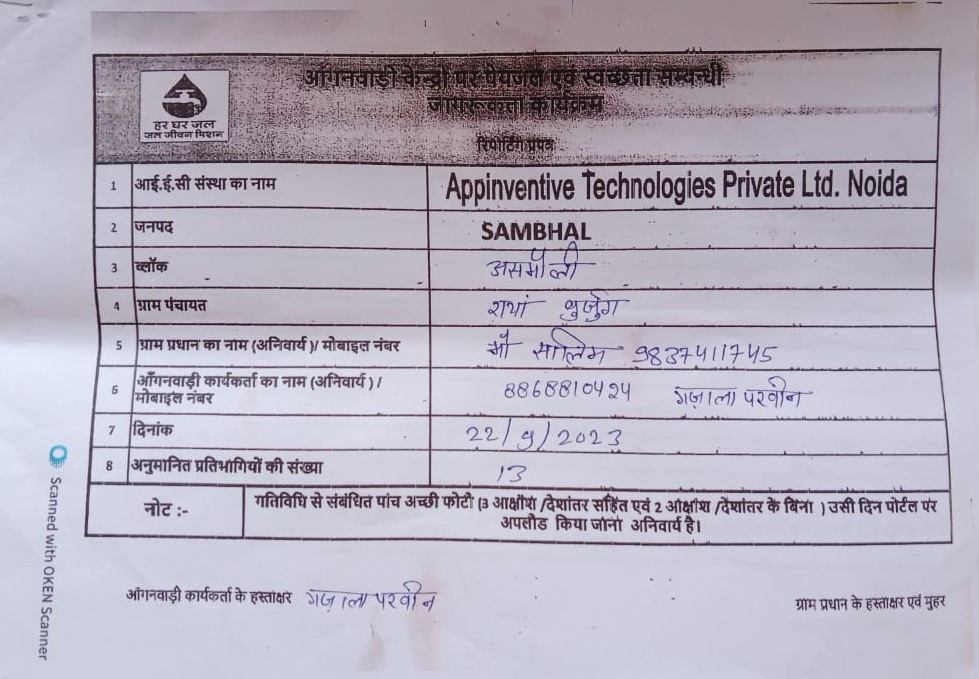 आँगनवाड़ी केन्द्रों पर पेयजल एवं स्वच्छता सम्बन्धी
जागरूकता कार्यक्रम
हर घर जल
जल जीवन मिशन
रिपोर्टिंग प्रपत्र
1 आई.ई.सी संस्था का नाम Appinventive Technologies Private Ltd. Noida
2 जनपद SAMBHAL
3 ब्लॉक असमौली
4 ग्राम पंचायत
5 ग्राम प्रधान का नाम (अनिवार्य)/ मोबाइल नंबर मौ सालिम 9837411745
6 आँगनवाड़ी कार्यकर्ता का नाम (अनिवार्य)/
मोबाइल नंबर 8868810424 गज़ाला परवीन
7 दिनांक 22/9/2023
8 अनुमानित प्रतिभागियों की संख्या 13
नोट :- गतिविधि से संबंधित पांच अच्छी फोटो (3 आक्षांश /देशांतर सहित एवं 2 आक्षांश /देशांतर के बिना ) उसी दिन पोर्टल पर
अपलौड किया जाना अनिवार्य है।
आँगनवाड़ी कार्यकर्ता के हस्ताक्षर गज़ाला परवीन
ग्राम प्रधान के हस्ताक्षर एवं मुहर
Scanned with OKEN Scanner